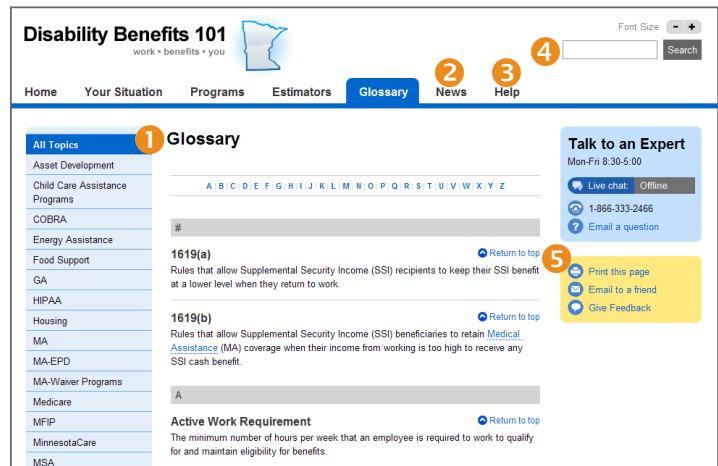 Disability Benefits 101
work • benefits • you
Font Size - +
4
Search
2 3
Home Your Situation Programs Estimators Glossary News Help
1
All Topics
Asset Development
Child Care Assistance
Programs
COBRA
Energy Assistance
Food Support
GA
HIPAA
Housing
MA
MA-EPD
MA-Waiver Programs
Medicare
MFIP
MinnesotaCare
MSA
Glossary
A | B | C | D | E | F | G | H | I | J | K | L | M | N | O | P | Q | R | S | T | U | V | W | X | Y | Z
#
1619(a) Return to top
Rules that allow Supplemental Security Income (SSI) recipients to keep their SSI benefit
at a lower level when they return to work.
1619(b) Return to top
Rules that allow Supplemental Security Income (SSI) beneficiaries to retain Medical
Assistance (MA) coverage when their income from working is too high to receive any
SSI cash benefit.
A
Active Work Requirement Return to top
The minimum number of hours per week that an employee is required to work to qualify
for and maintain eligibility for benefits.
Talk to an Expert
Mon-Fri 8:30-5:00
Live chat: Offline
1-866-333-2466
? Email a question
5
Print this page
Email to a friend
Give Feedback